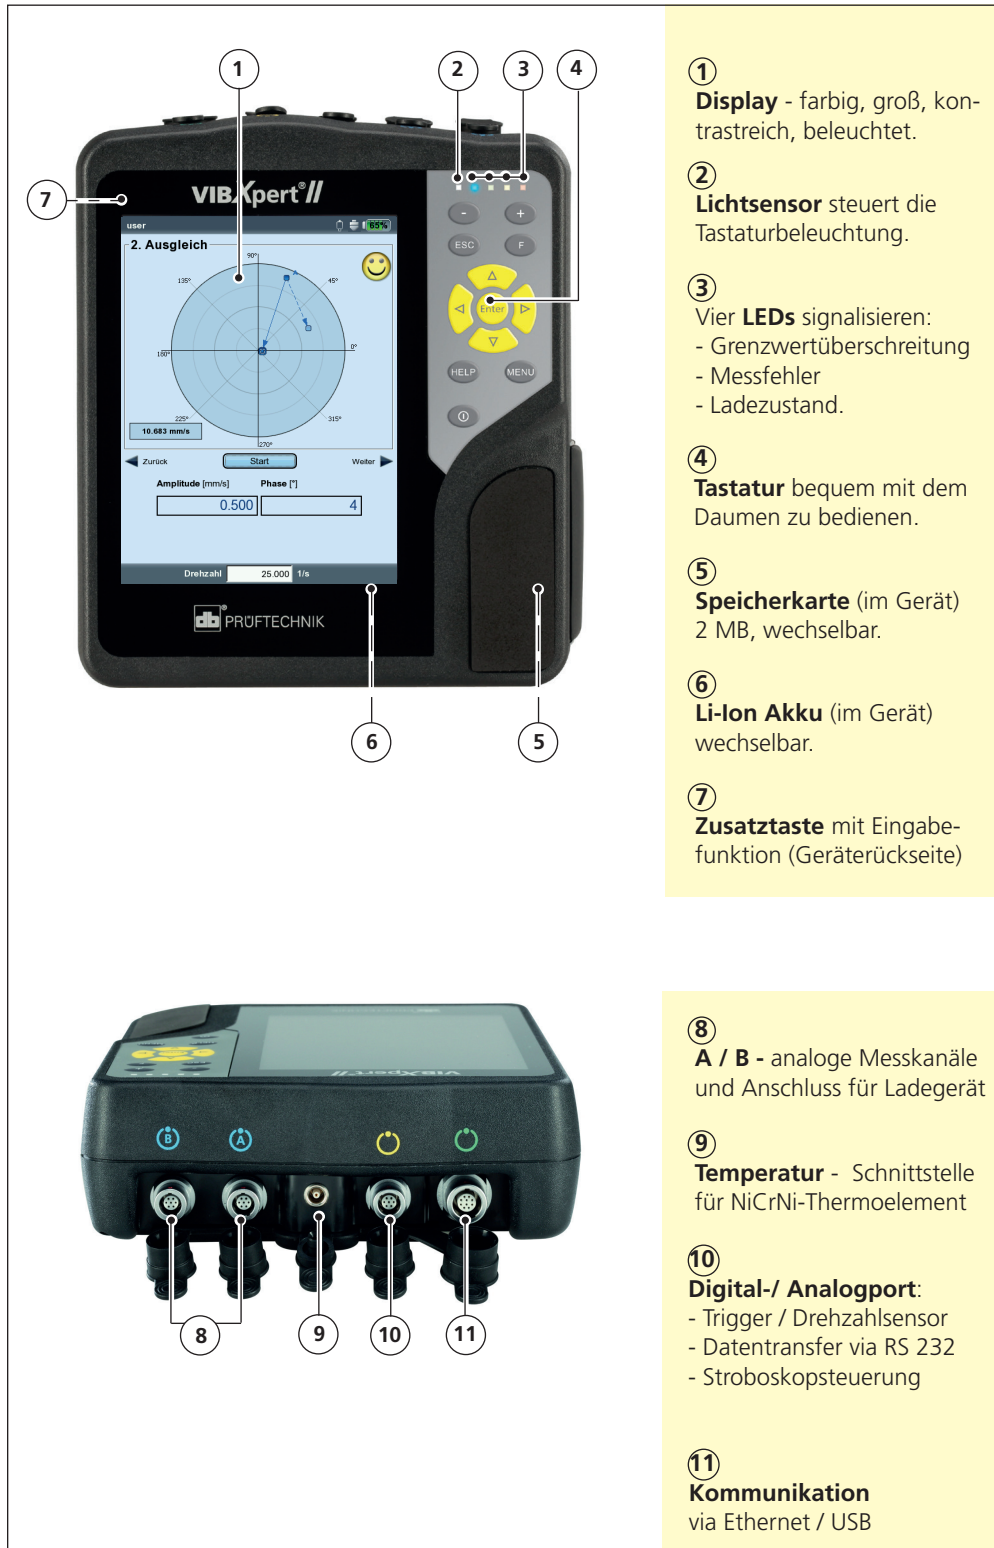 1
2
3
4
7
VIBXpert® II
user
65%
2. Ausgleich
90°
135°
45°
A
180°
0°
225°
315°
270°
10.683 mm/s
Zurück
Start
Weiter
Amplitude [mm/s]
Phase [°]
0.500
4
Drehzahl
25.000
1/s
db® PRÜFTECHNIK
-
+
ESC
F
Enter
HELP
MENU
6
5
1
Display - farbig, groß, kon-
trastreich, beleuchtet.
2
Lichtsensor steuert die
Tastaturbeleuchtung.
3
Vier LEDs signalisieren:
- Grenzwertüberschreitung
- Messfehler
- Ladezustand.
4
Tastatur bequem mit dem
Daumen zu bedienen.
5
Speicherkarte (im Gerät)
2 MB, wechselbar.
6
Li-Ion Akku (im Gerät)
wechselbar.
7
Zusatztaste mit Eingabe-
funktion (Geräterückseite)
VIBXpert II
B
A
8
9
10
11
8
A / B - analoge Messkanäle
und Anschluss für Ladegerät
9
Temperatur - Schnittstelle
für NiCrNi-Thermoelement
10
Digital-/ Analogport:
- Trigger / Drehzahlsensor
- Datentransfer via RS 232
- Stroboskopsteuerung
11
Kommunikation
via Ethernet / USB